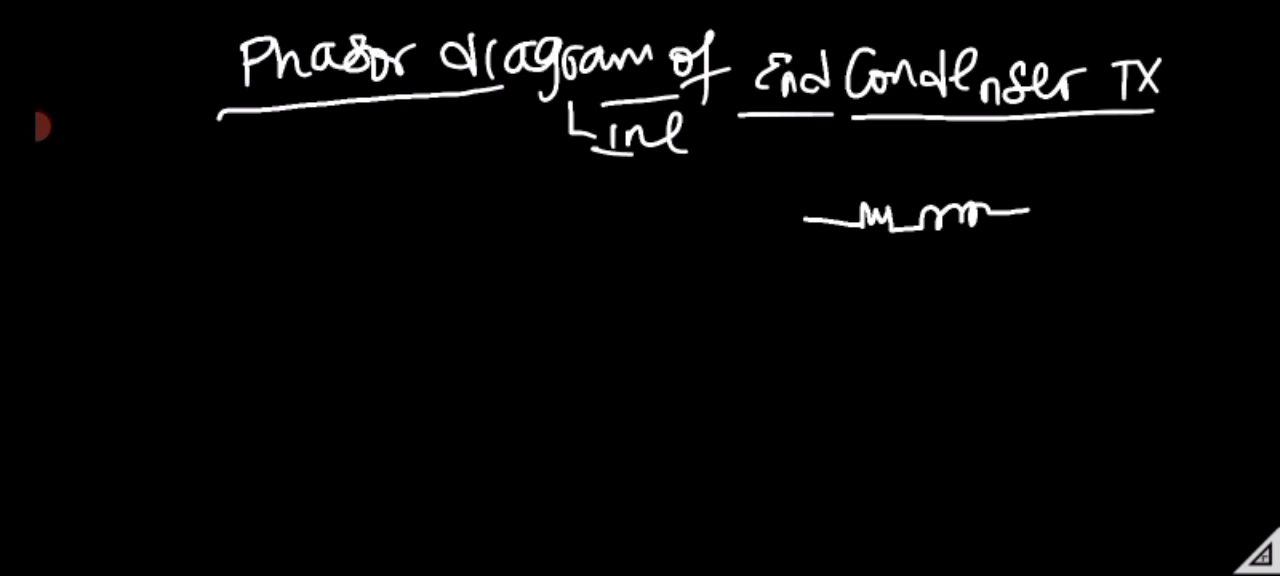 Phasor diagram of End Condenser TX
Line